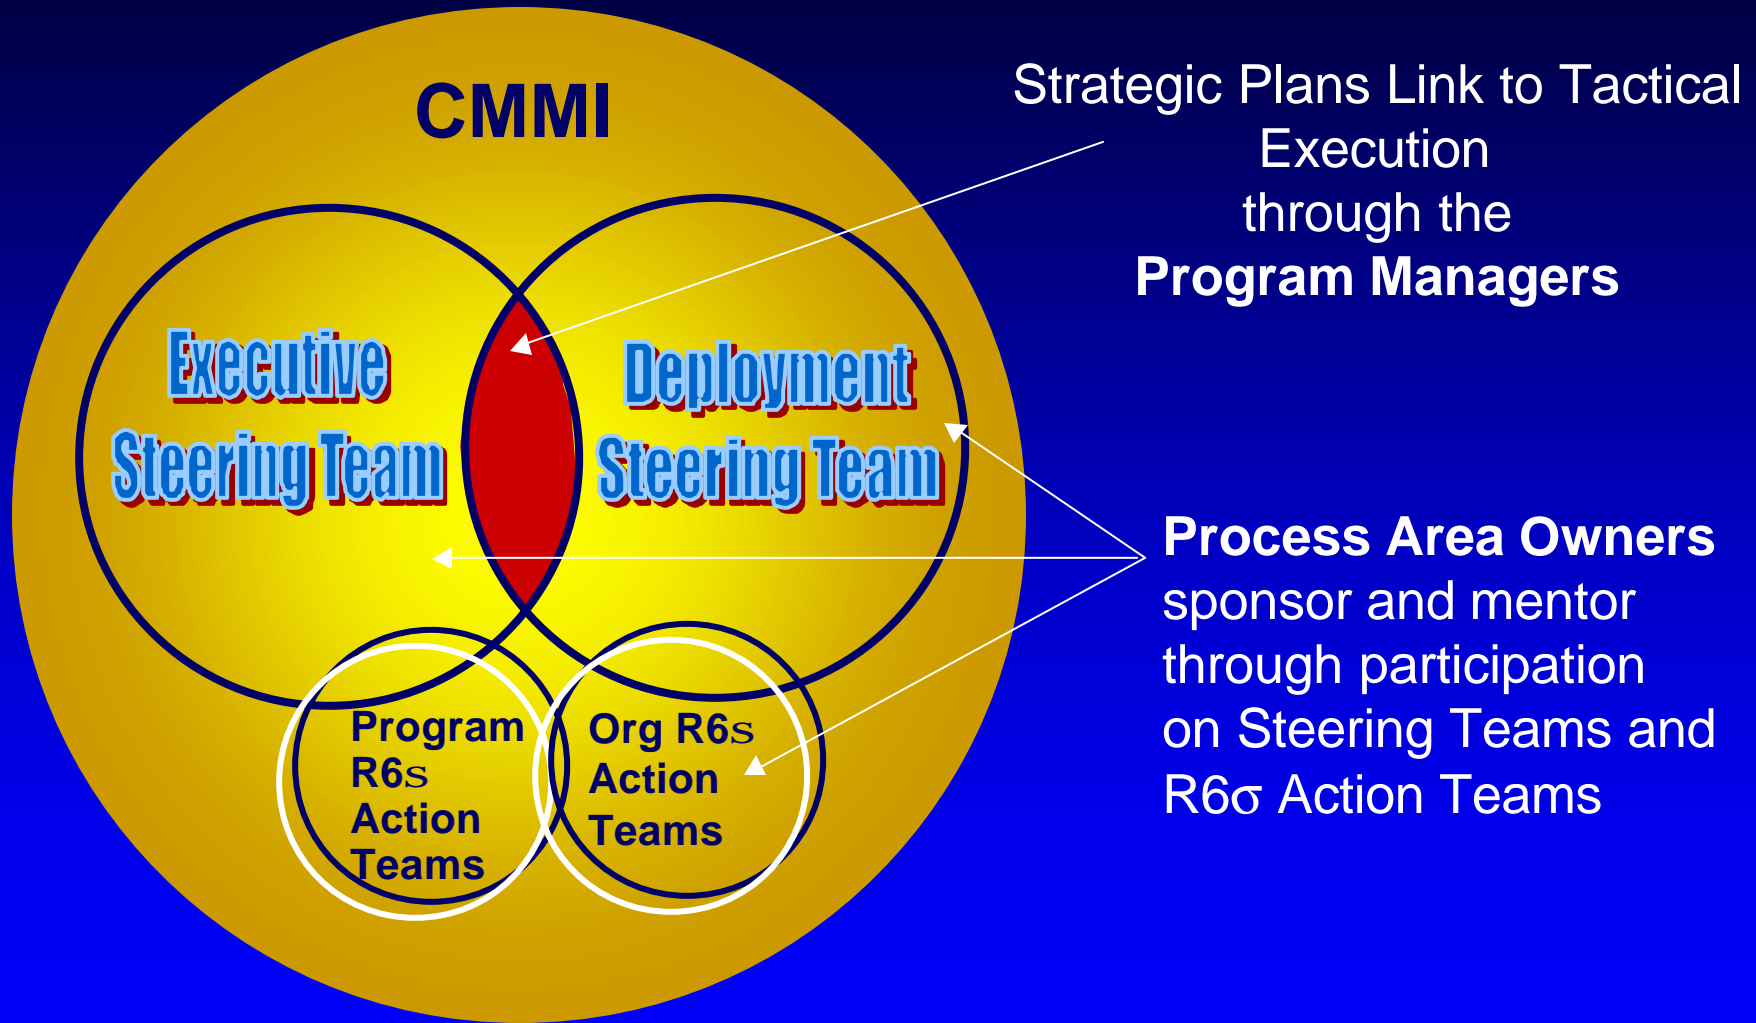 CMMI
Strategic Plans Link to Tactical
Execution
through the
Program Managers
Executive
Steering Team
Deployment
Steering Team
Process Area Owners
sponsor and mentor
through participation
on Steering Teams and
R6σ Action Teams
Program
R6s
Action
Teams
Org R6s
Action
Teams